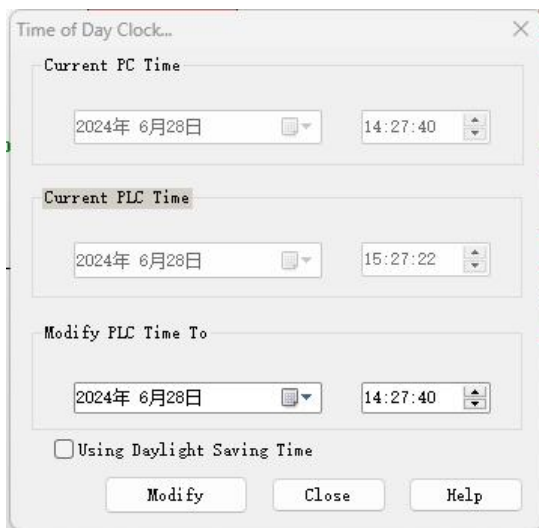 Time of Day Clock...
Current PC Time
2024年 6月28日 14:27:40
Current PLC Time
2024年 6月28日 15:27:22
Modify PLC Time To
2024年 6月28日 14:27:40
Using Daylight Saving Time
Modify Close Help